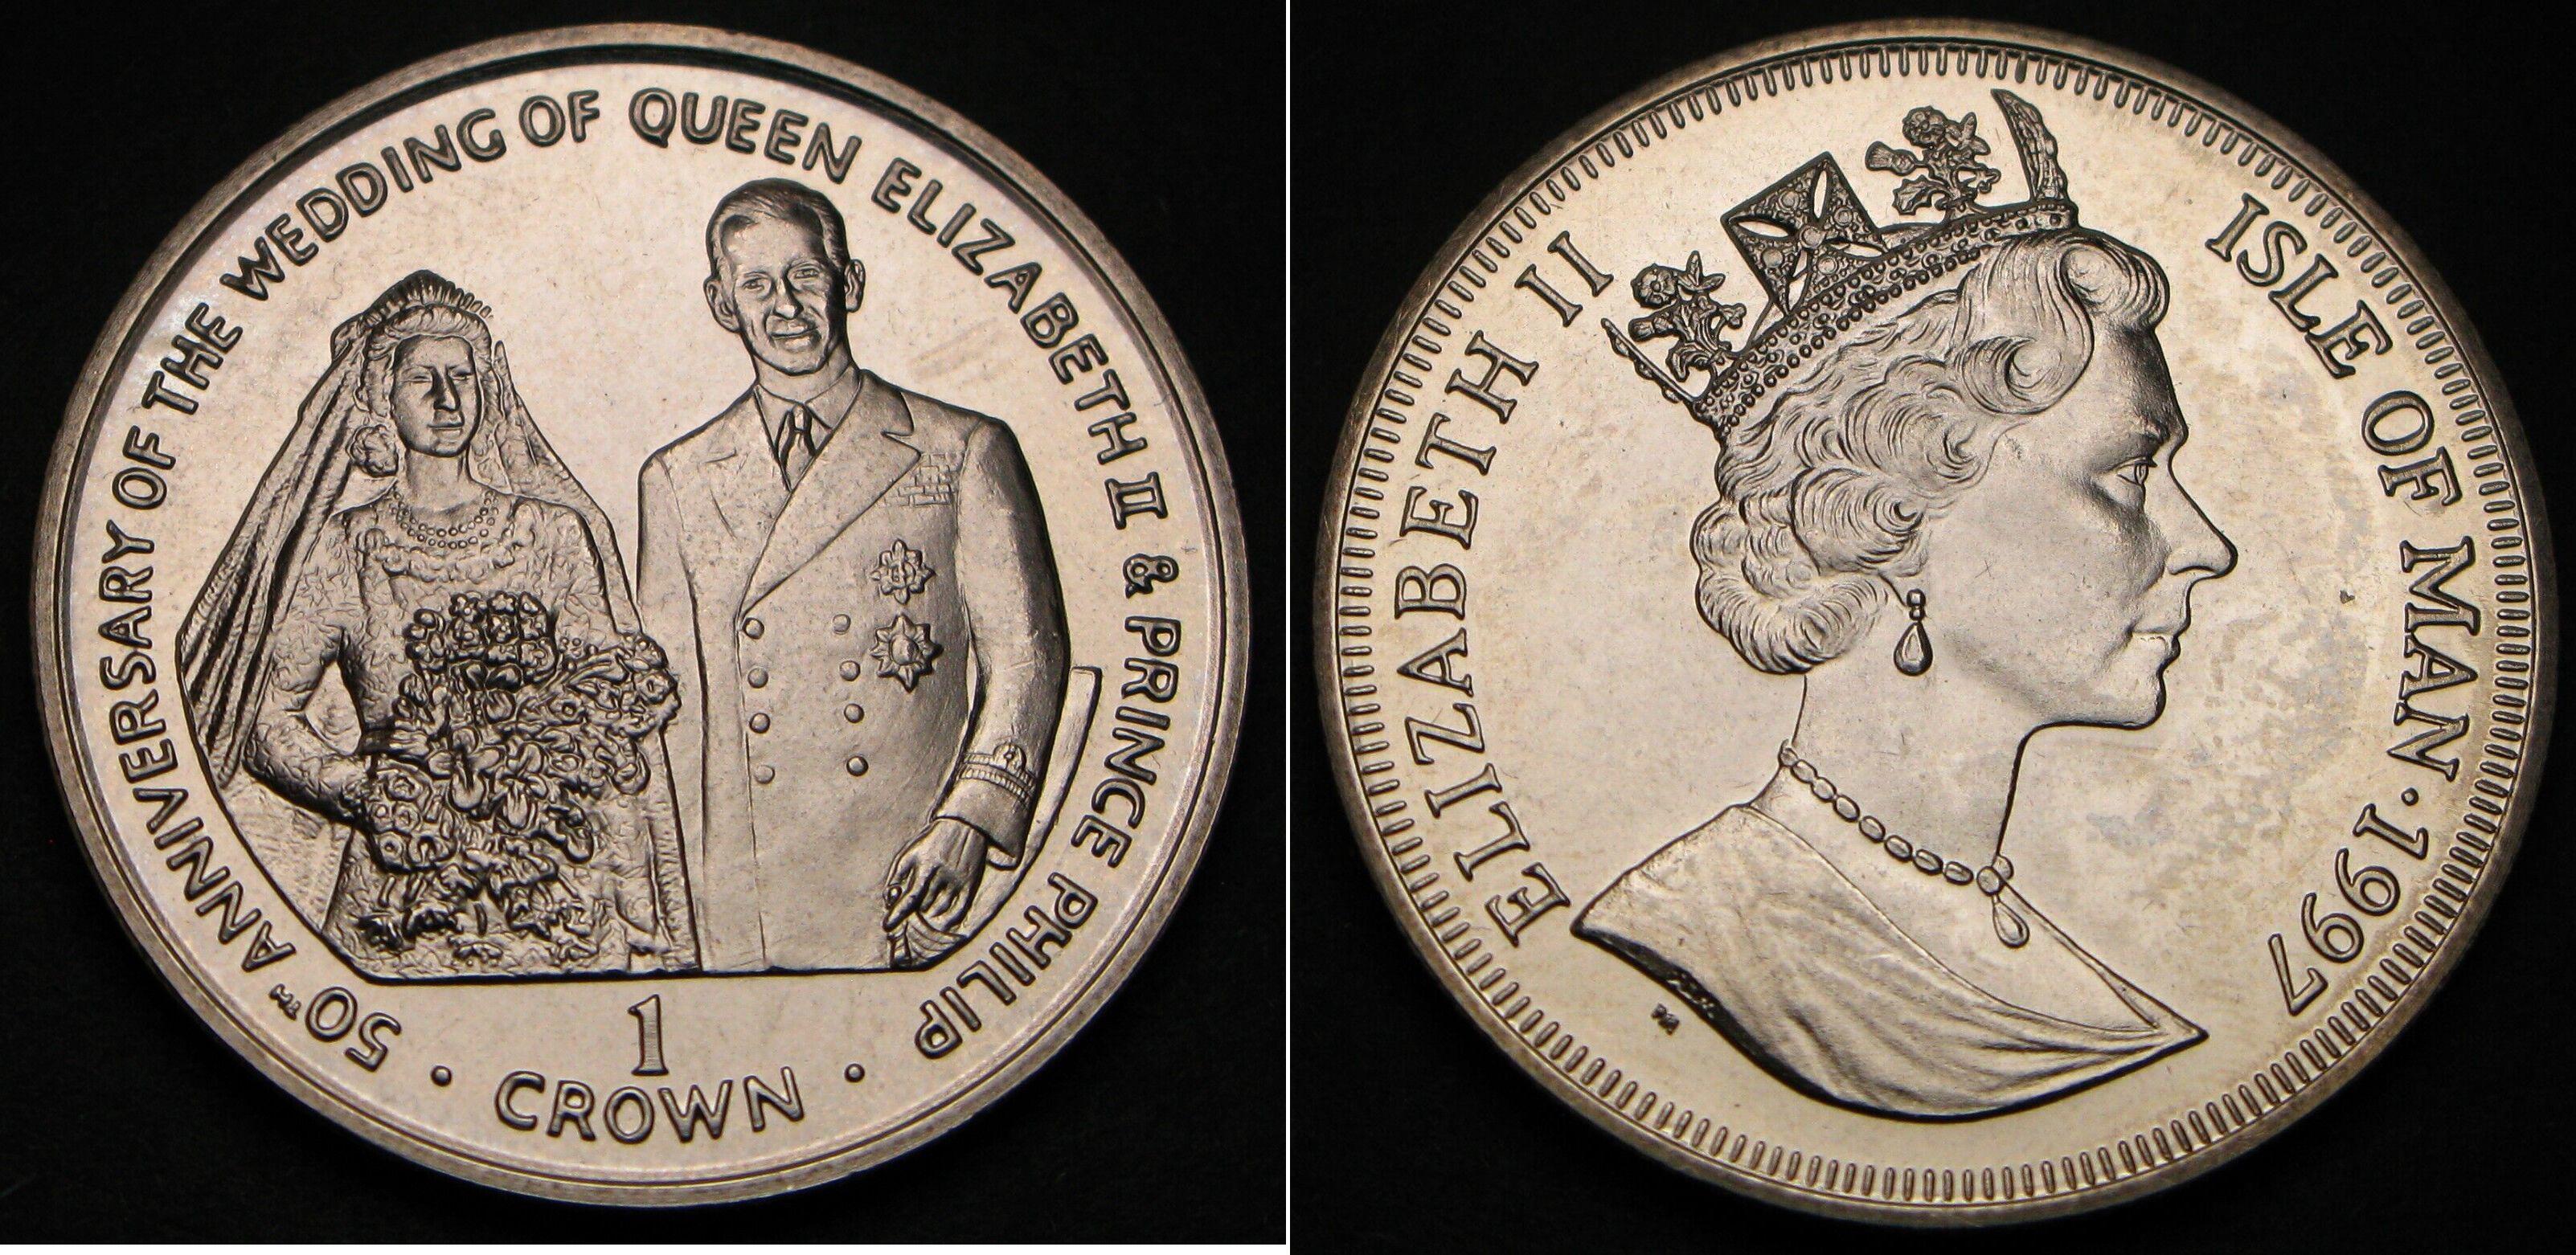 50TH ANNIVERSARY OF THE WEDDING OF QUEEN ELIZABETH II & PRINCE PHILIP
1
• CROWN •
ELIZABETH II
ISLE OF MAN · 1997
PM